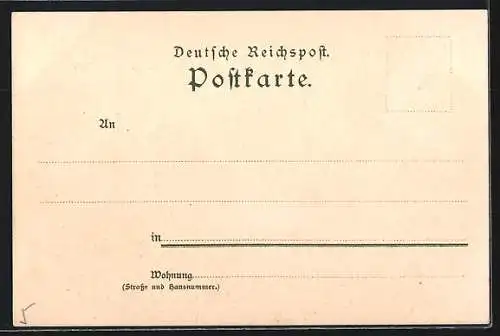 Deutſche Reichspoſt.
Poſtkarte.
An
in
Wohnung
(Straße und Hausnummer.)